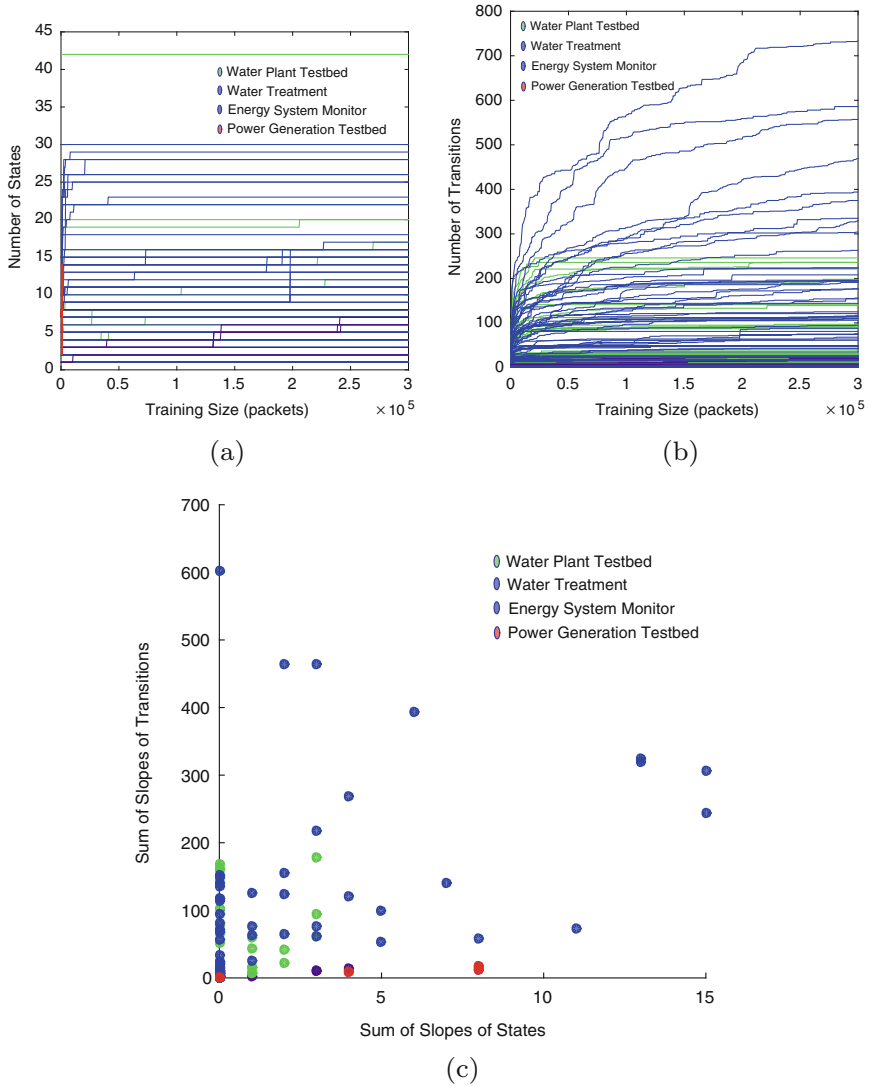 45
40
35
30
25
20
15
10
5
0
Number of States
Water Plant Testbed
Water Treatment
Energy System Monitor
Power Generation Testbed
0 0.5 1 1.5 2 2.5 3
Training Size (packets) × 10^5
(a)
800
700
600
500
400
300
200
100
0
Number of Transitions
Water Plant Testbed
Water Treatment
Energy System Monitor
Power Generation Testbed
0 0.5 1 1.5 2 2.5 3
Training Size (packets) × 10^5
(b)
700
600
500
400
300
200
100
0
Sum of Slopes of Transitions
Water Plant Testbed
Water Treatment
Energy System Monitor
Power Generation Testbed
0 5 10 15
Sum of Slopes of States
(c)